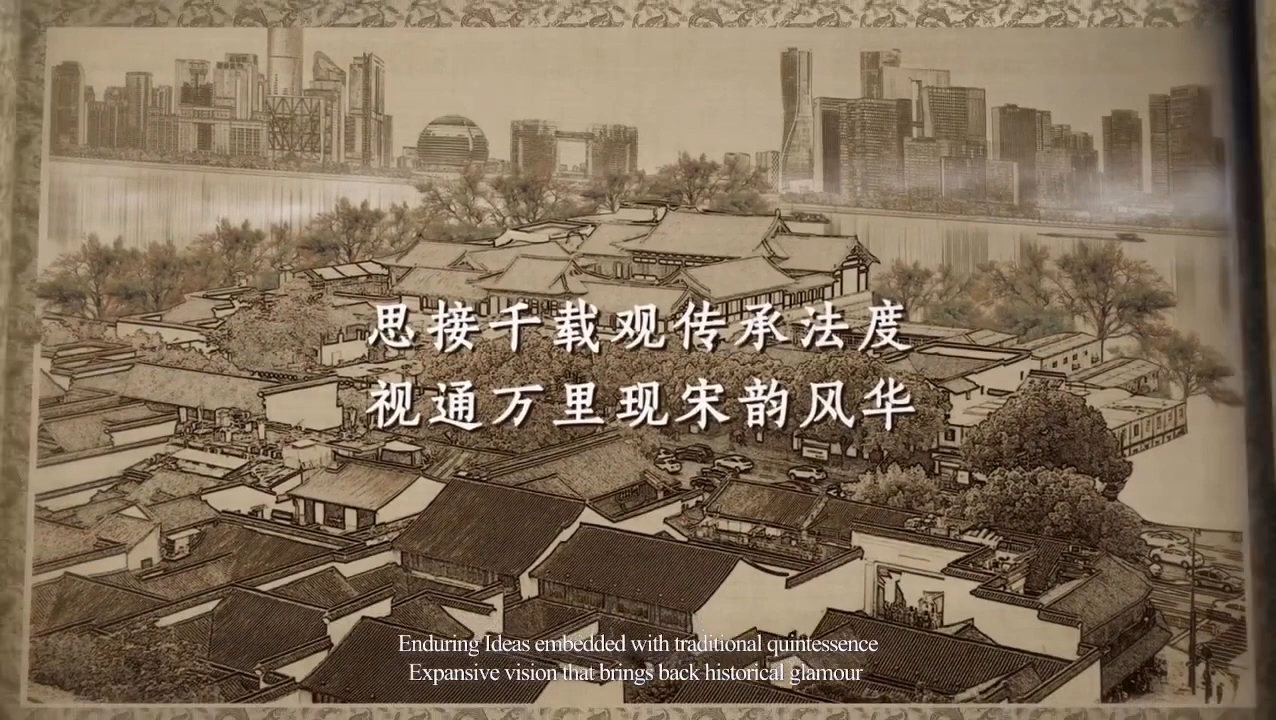 思接千载观传承法度
视通万里现宋韵风华
Enduring Ideas embedded with traditional quintessence
Expansive vision that brings back historical glamour